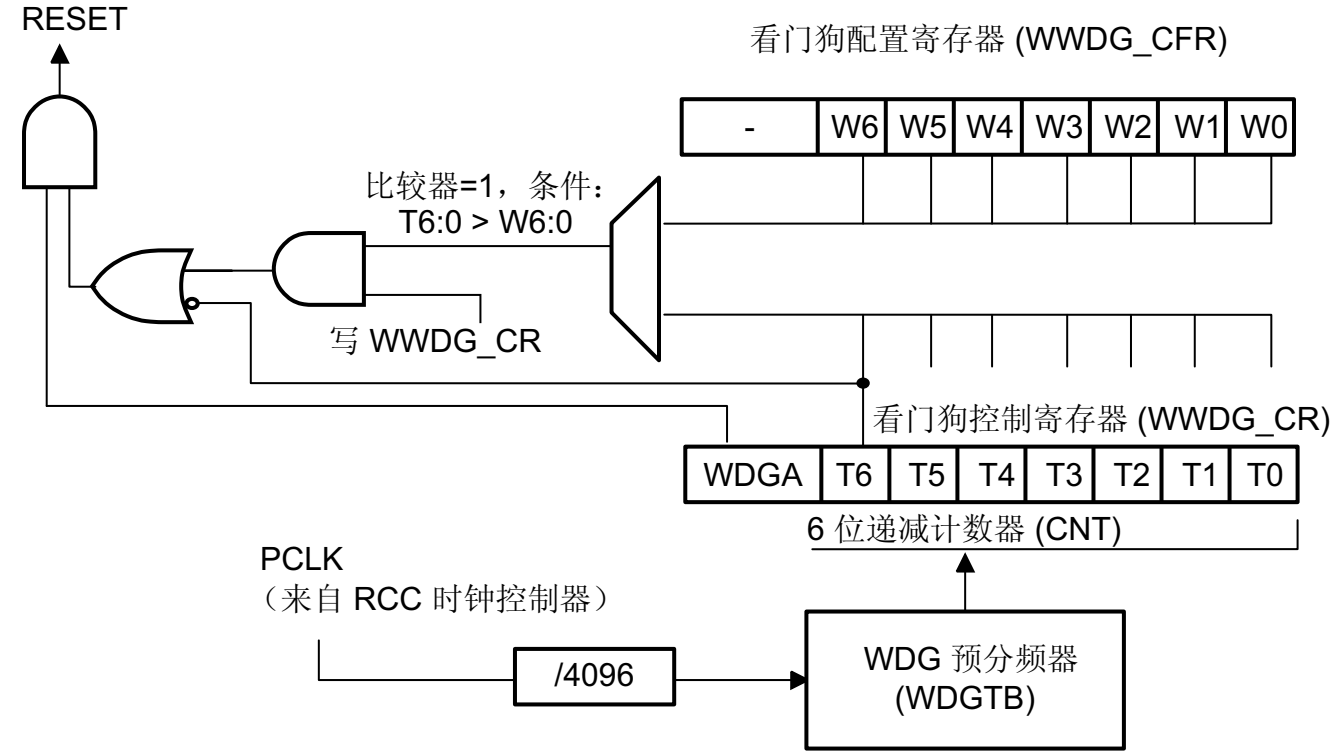 RESET
看门狗配置寄存器 (WWDG_CFR)
- W6 W5 W4 W3 W2 W1 W0
比较器=1，条件：
T6:0 > W6:0
写 WWDG_CR
看门狗控制寄存器 (WWDG_CR)
WDGA T6 T5 T4 T3 T2 T1 T0
6 位递减计数器 (CNT)
PCLK
（来自 RCC 时钟控制器）
/4096
WDG 预分频器
(WDGTB)